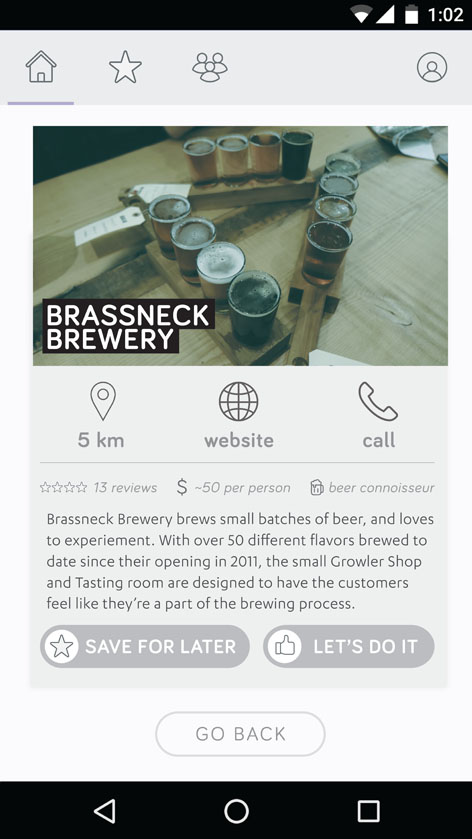 1:02
BRASSNECK
BREWERY
5 km
website
call
13 reviews
$ ~50 per person
beer connoisseur
Brassneck Brewery brews small batches of beer, and loves
to experiement. With over 50 different flavors brewed to
date since their opening in 2011, the small Growler Shop
and Tasting room are designed to have the customers
feel like they're a part of the brewing process.
SAVE FOR LATER
LET'S DO IT
GO BACK